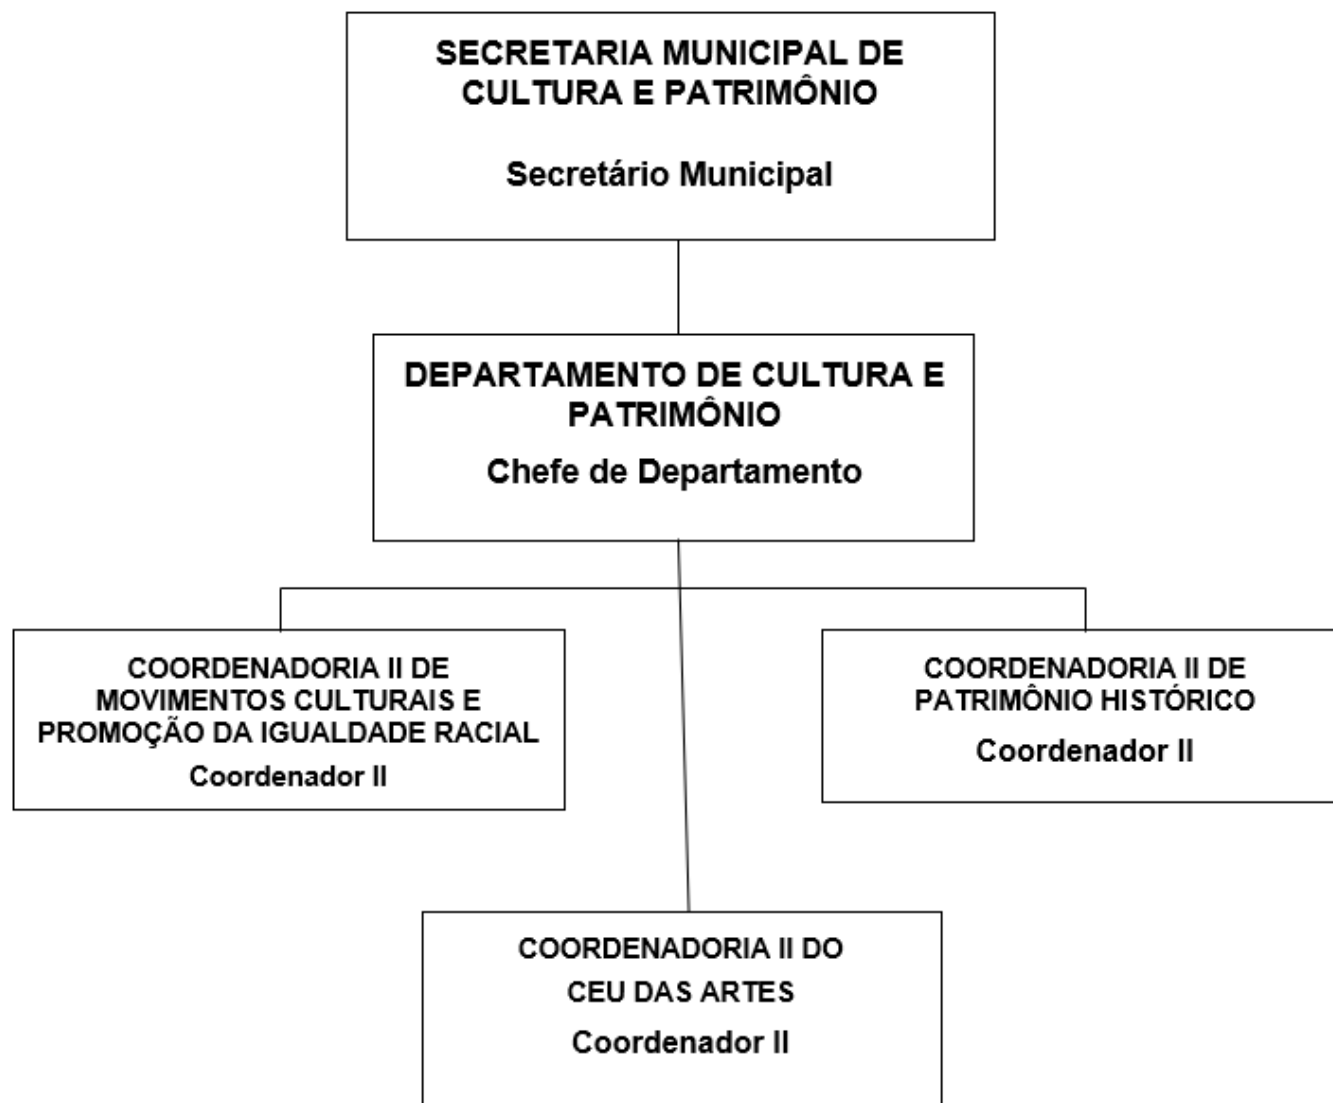 SECRETARIA MUNICIPAL DE
CULTURA E PATRIMÔNIO
Secretário Municipal
DEPARTAMENTO DE CULTURA E
PATRIMÔNIO
Chefe de Departamento
COORDENADORIA II DE
MOVIMENTOS CULTURAIS E
PROMOÇÃO DA IGUALDADE RACIAL
Coordenador II
COORDENADORIA II DE
PATRIMÔNIO HISTÓRICO
Coordenador II
COORDENADORIA II DO
CEU DAS ARTES
Coordenador II